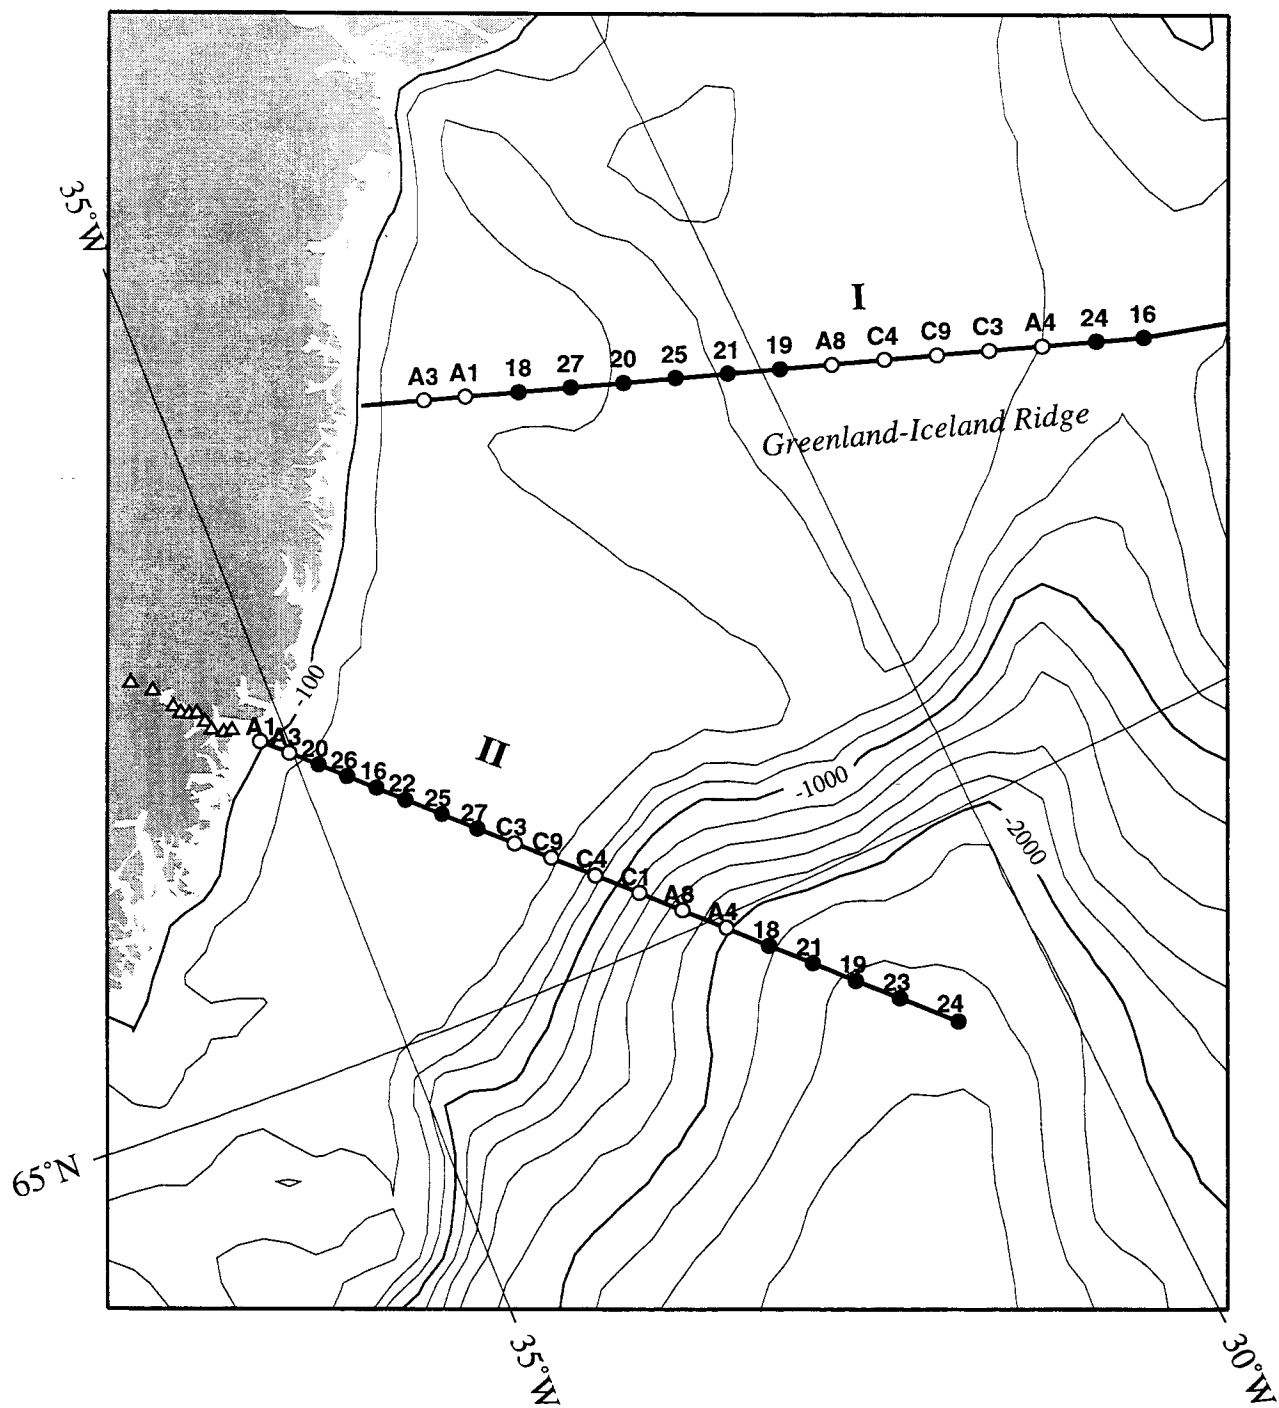 35°W
I
A3 A1 18 27 20 25 21 19 A8 C4 C9 C3 A4 24 16
Greenland-Iceland Ridge
-100
II
A1 A3 20 26 16 22 25 27 C3 C9 C4 C1 A8 A4 18 21 19 23 24
-1000
-2000
65°N
35°W
30°W